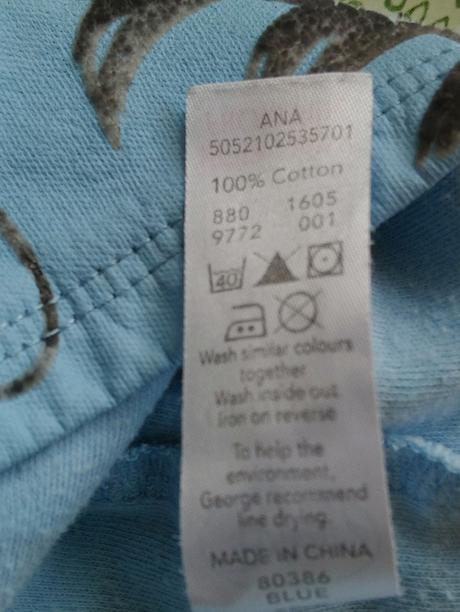 ANA
5052102535701
100% Cotton
880 1605
9772 001
40
Wash similar colours
together
Wash inside out
Iron on reverse
To help the
environment,
George recommend
line drying.
MADE IN CHINA
80386
BLUE